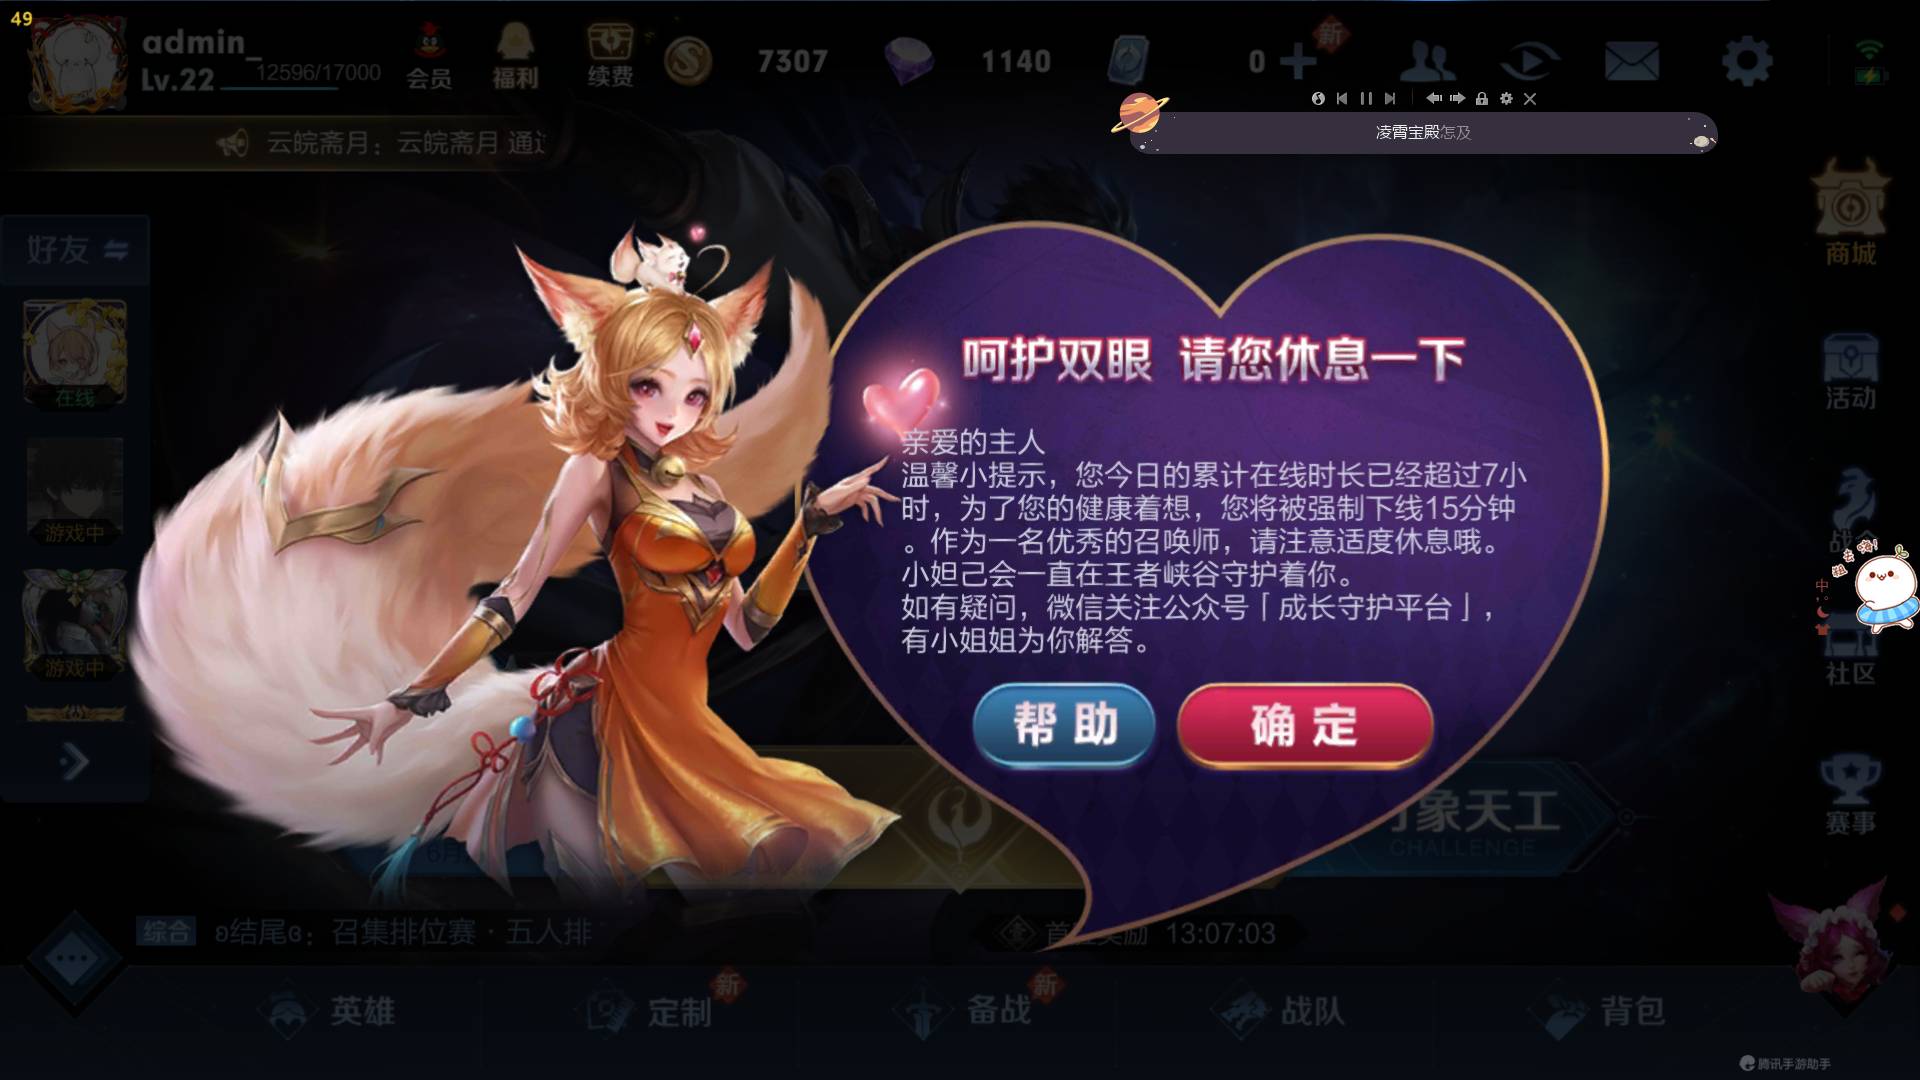 49
admin_
Lv.22
12596/17000
会员
福利
续费
7307
1140
0
新
云皖斋月：云皖斋月
凌霄宝殿怎及
好友
在线
游戏中
游戏中
商城
活动
社区
赛事
呵护双眼 请您休息一下
亲爱的主人
温馨小提示，您今日的累计在线时长已经超过7小
时，为了您的健康着想，您将被强制下线15分钟
。作为一名优秀的召唤师，请注意适度休息哦。
小妲己会一直在王者峡谷守护着你。
如有疑问，微信关注公众号「成长守护平台」，
有小姐姐为你解答。
帮助
确定
象天工
CHALLENGE
综合
ʚ结尾ɞ：召集排位赛·五人排
13:07:03
英雄
定制
新
备战
新
战队
背包
腾讯手游助手